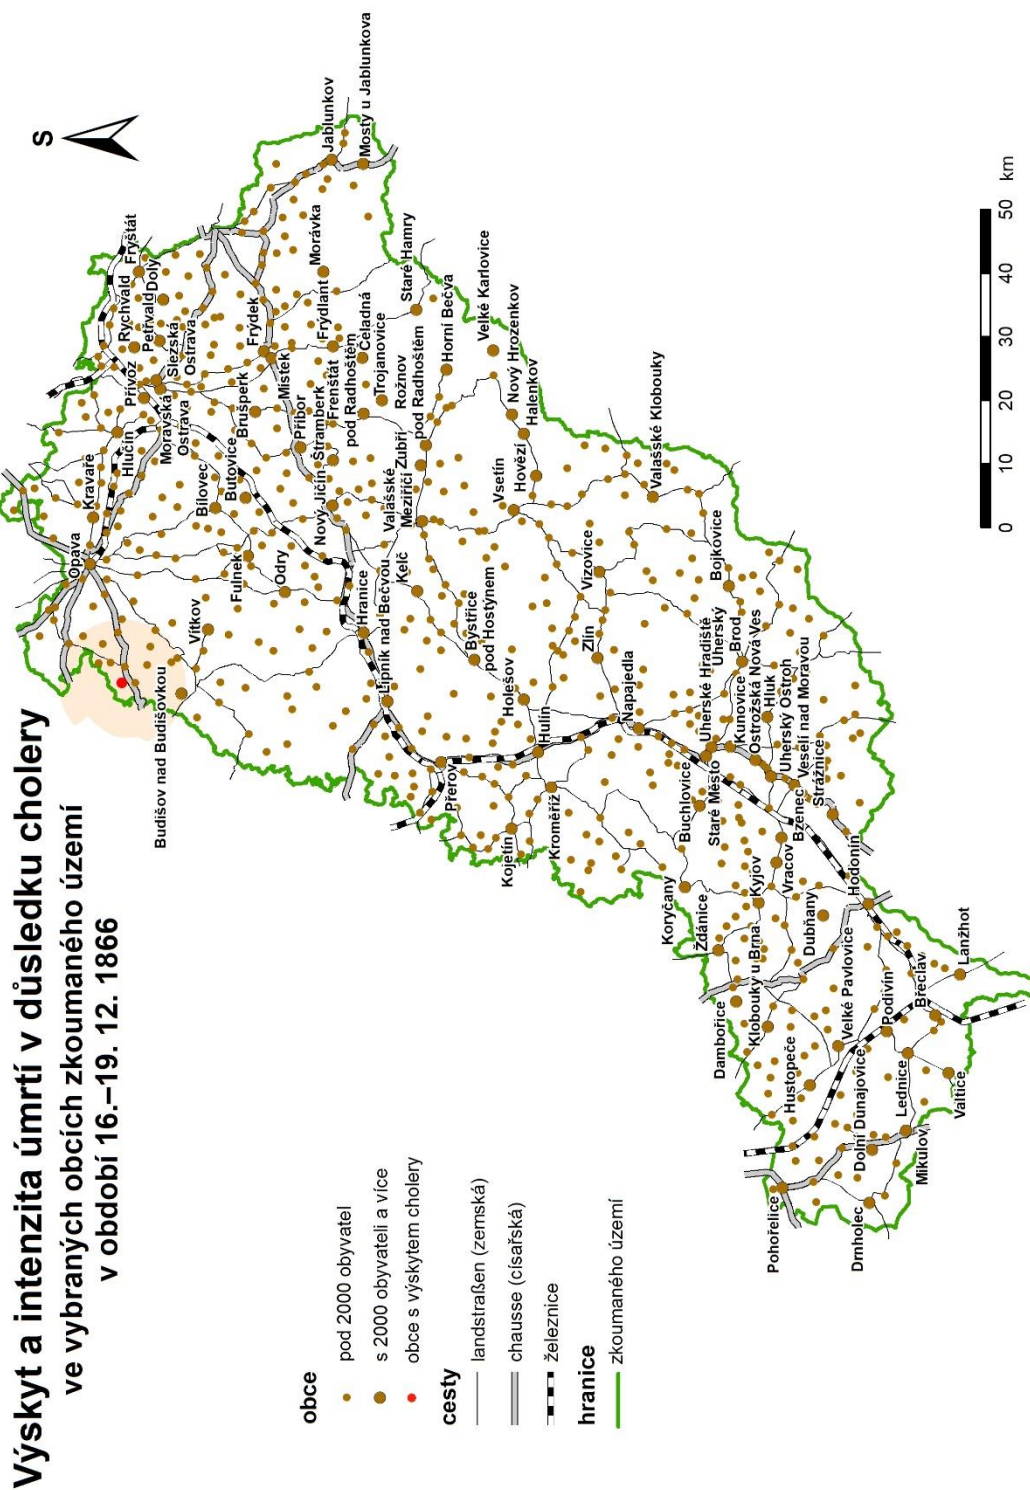 Výskyt a intenzita úmrtí v důsledku cholery
ve vybraných obcích zkoumaného území
v období 16.–19. 12. 1866
S
Opava
Kravaře
Hlučín
Přívoz
Rychvald
Fryštát
Petřvald
Doly
Slezská
Ostrava
Moravská
Ostrava
Budišov nad Budišovkou
Vítkov
Bílovec
Butovice
Brušperk
Frýdek
Místek
Fulnek
Odry
Příbor
Štramberk
Nový Jičín
Frenštát
pod Radhoštěm
Frýdlant
Morávka
Čeladná
Trojanovice
Staré Hamry
Jablunkov
Mosty u Jablunkova
Hranice
Lipník nad Bečvou
Kelč
Valašské
Meziříčí
Zubří
Rožnov
pod Radhoštěm
Horní Bečva
Velké Karlovice
Nový Hrozenkov
Halenkov
Hovězí
Vsetín
Bystřice
pod Hostýnem
Holešov
Přerov
Hulín
Kojetín
Kroměříž
Zlín
Vizovice
Napajedla
Valašské Klobouky
Bojkovice
Uherský
Brod
Uherské Hradiště
Kunovice
Ostrožská Nová Ves
Hluk
Uherský Ostroh
Veselí nad Moravou
Strážnice
Buchlovice
Staré Město
Bzenec
Vracov
Kyjov
Koryčany
Ždánice
Dubňany
Hodonín
Dambořice
Klobouky u Brna
Hustopeče
Velké Pavlovice
Podivín
Břeclav
Lanžhot
Lednice
Valtice
Dolní Dunajovice
Mikulov
Pohořelice
Drnholec
obce
pod 2000 obyvatel
s 2000 obyvateli a více
obce s výskytem cholery
cesty
landstraßen (zemská)
chausse (císařská)
železnice
hranice
zkoumaného území
0 10 20 30 40 50 km